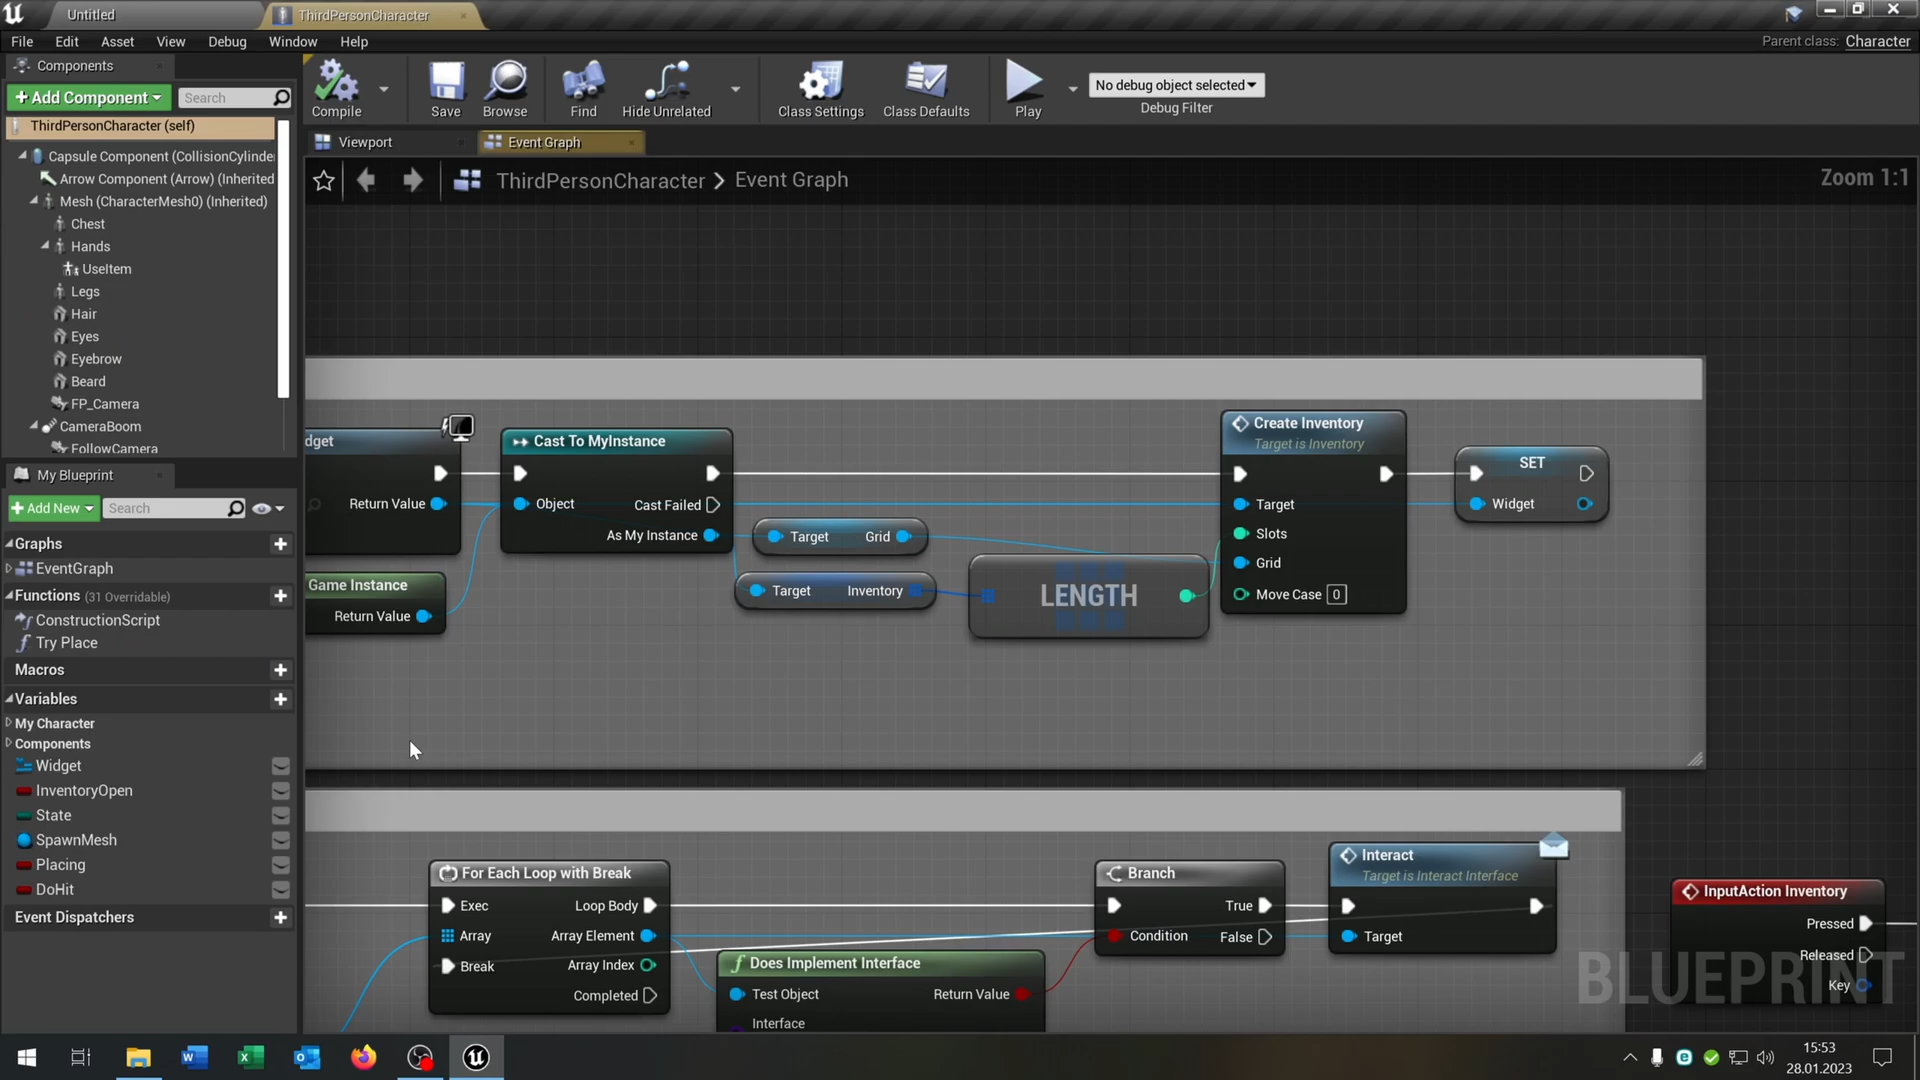 Untitled
ThirdPersonCharacter
File Edit Asset View Debug Window Help
Parent class: Character
Components
+Add Component
Search
ThirdPersonCharacter (self)
Capsule Component (CollisionCylinde
Arrow Component (Arrow) (Inherited
Mesh (CharacterMesh0) (Inherited)
Chest
Hands
UseItem
Legs
Hair
Eyes
Eyebrow
Beard
FP_Camera
CameraBoom
FollowCamera
Compile
Save
Browse
Find
Hide Unrelated
Class Settings
Class Defaults
Play
No debug object selected
Debug Filter
Viewport
Event Graph
ThirdPersonCharacter > Event Graph
Zoom 1:1
My Blueprint
+Add New
Search
Graphs
EventGraph
Functions (31 Overridable)
ConstructionScript
Try Place
Macros
Variables
My Character
Components
Widget
InventoryOpen
State
SpawnMesh
Placing
DoHit
Event Dispatchers
dget
Return Value
Game Instance
Return Value
Cast To MyInstance
Object
Cast Failed
As My Instance
Target Grid
Target Inventory
LENGTH
Create Inventory
Target is Inventory
Target
Slots
Grid
Move Case 0
SET
Widget
For Each Loop with Break
Exec Loop Body
Array Array Element
Break Array Index
Completed
Does Implement Interface
Test Object Return Value
Interface
Branch
True
Condition False
Interact
Target is Interact Interface
Target
InputAction Inventory
Pressed
Released
Key
BLUEPRINT
15:53
28.01.2023